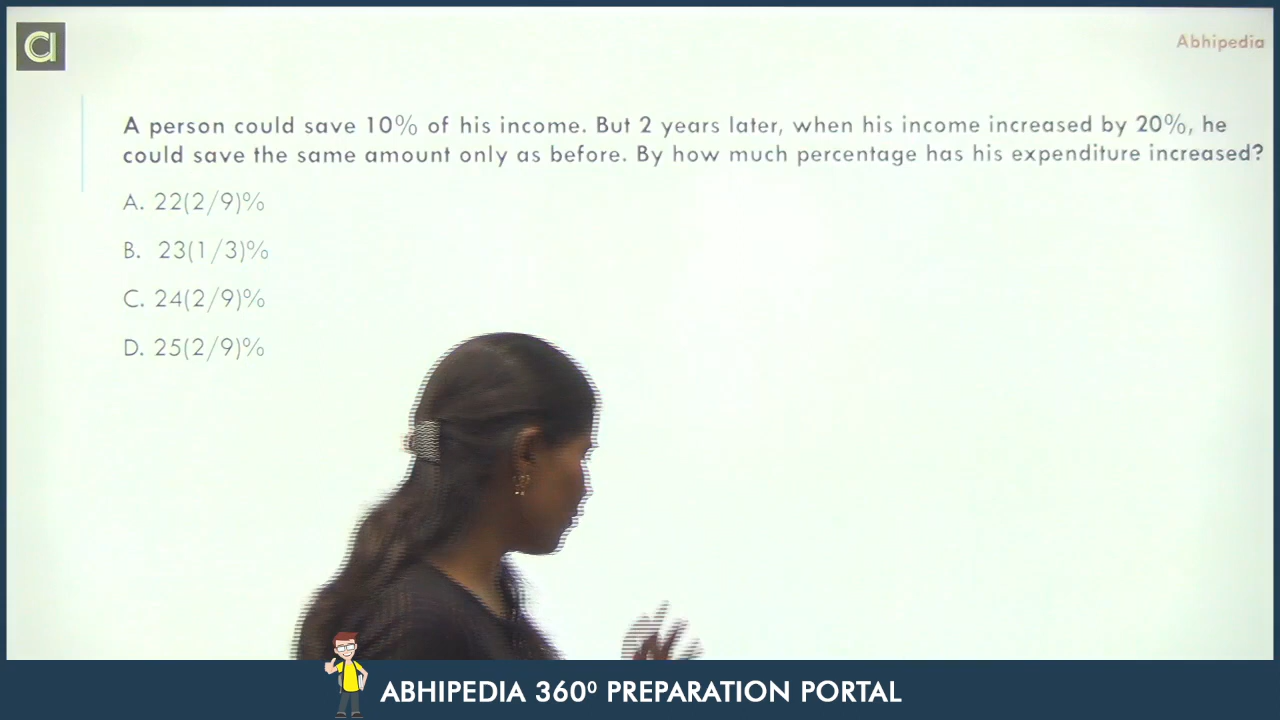 Abhipedia
A person could save 10% of his income. But 2 years later, when his income increased by 20%, he
could save the same amount only as before. By how much percentage has his expenditure increased?
A. 22(2/9)%
B. 23(1/3)%
C. 24(2/9)%
D. 25(2/9)%
ABHIPEDIA 360⁰ PREPARATION PORTAL